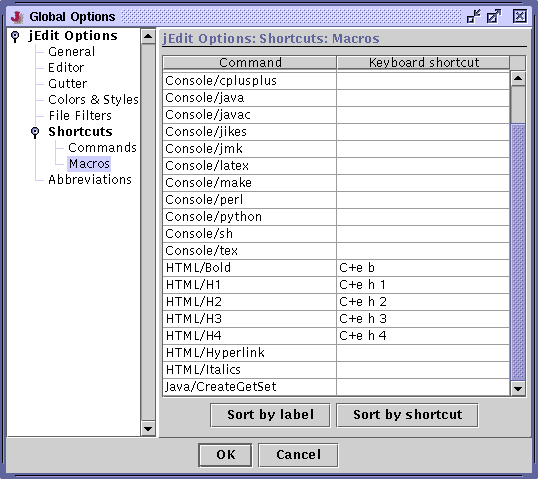 Global Options
jEdit Options
General
Editor
Gutter
Colors & Styles
File Filters
Shortcuts
Commands
Macros
Abbreviations
jEdit Options: Shortcuts: Macros
Command Keyboard shortcut
Console/cplusplus
Console/java
Console/javac
Console/jikes
Console/jmk
Console/latex
Console/make
Console/perl
Console/python
Console/sh
Console/tex
HTML/Bold C+e b
HTML/H1 C+e h 1
HTML/H2 C+e h 2
HTML/H3 C+e h 3
HTML/H4 C+e h 4
HTML/Hyperlink
HTML/Italics
Java/CreateGetSet
Sort by label Sort by shortcut
OK Cancel